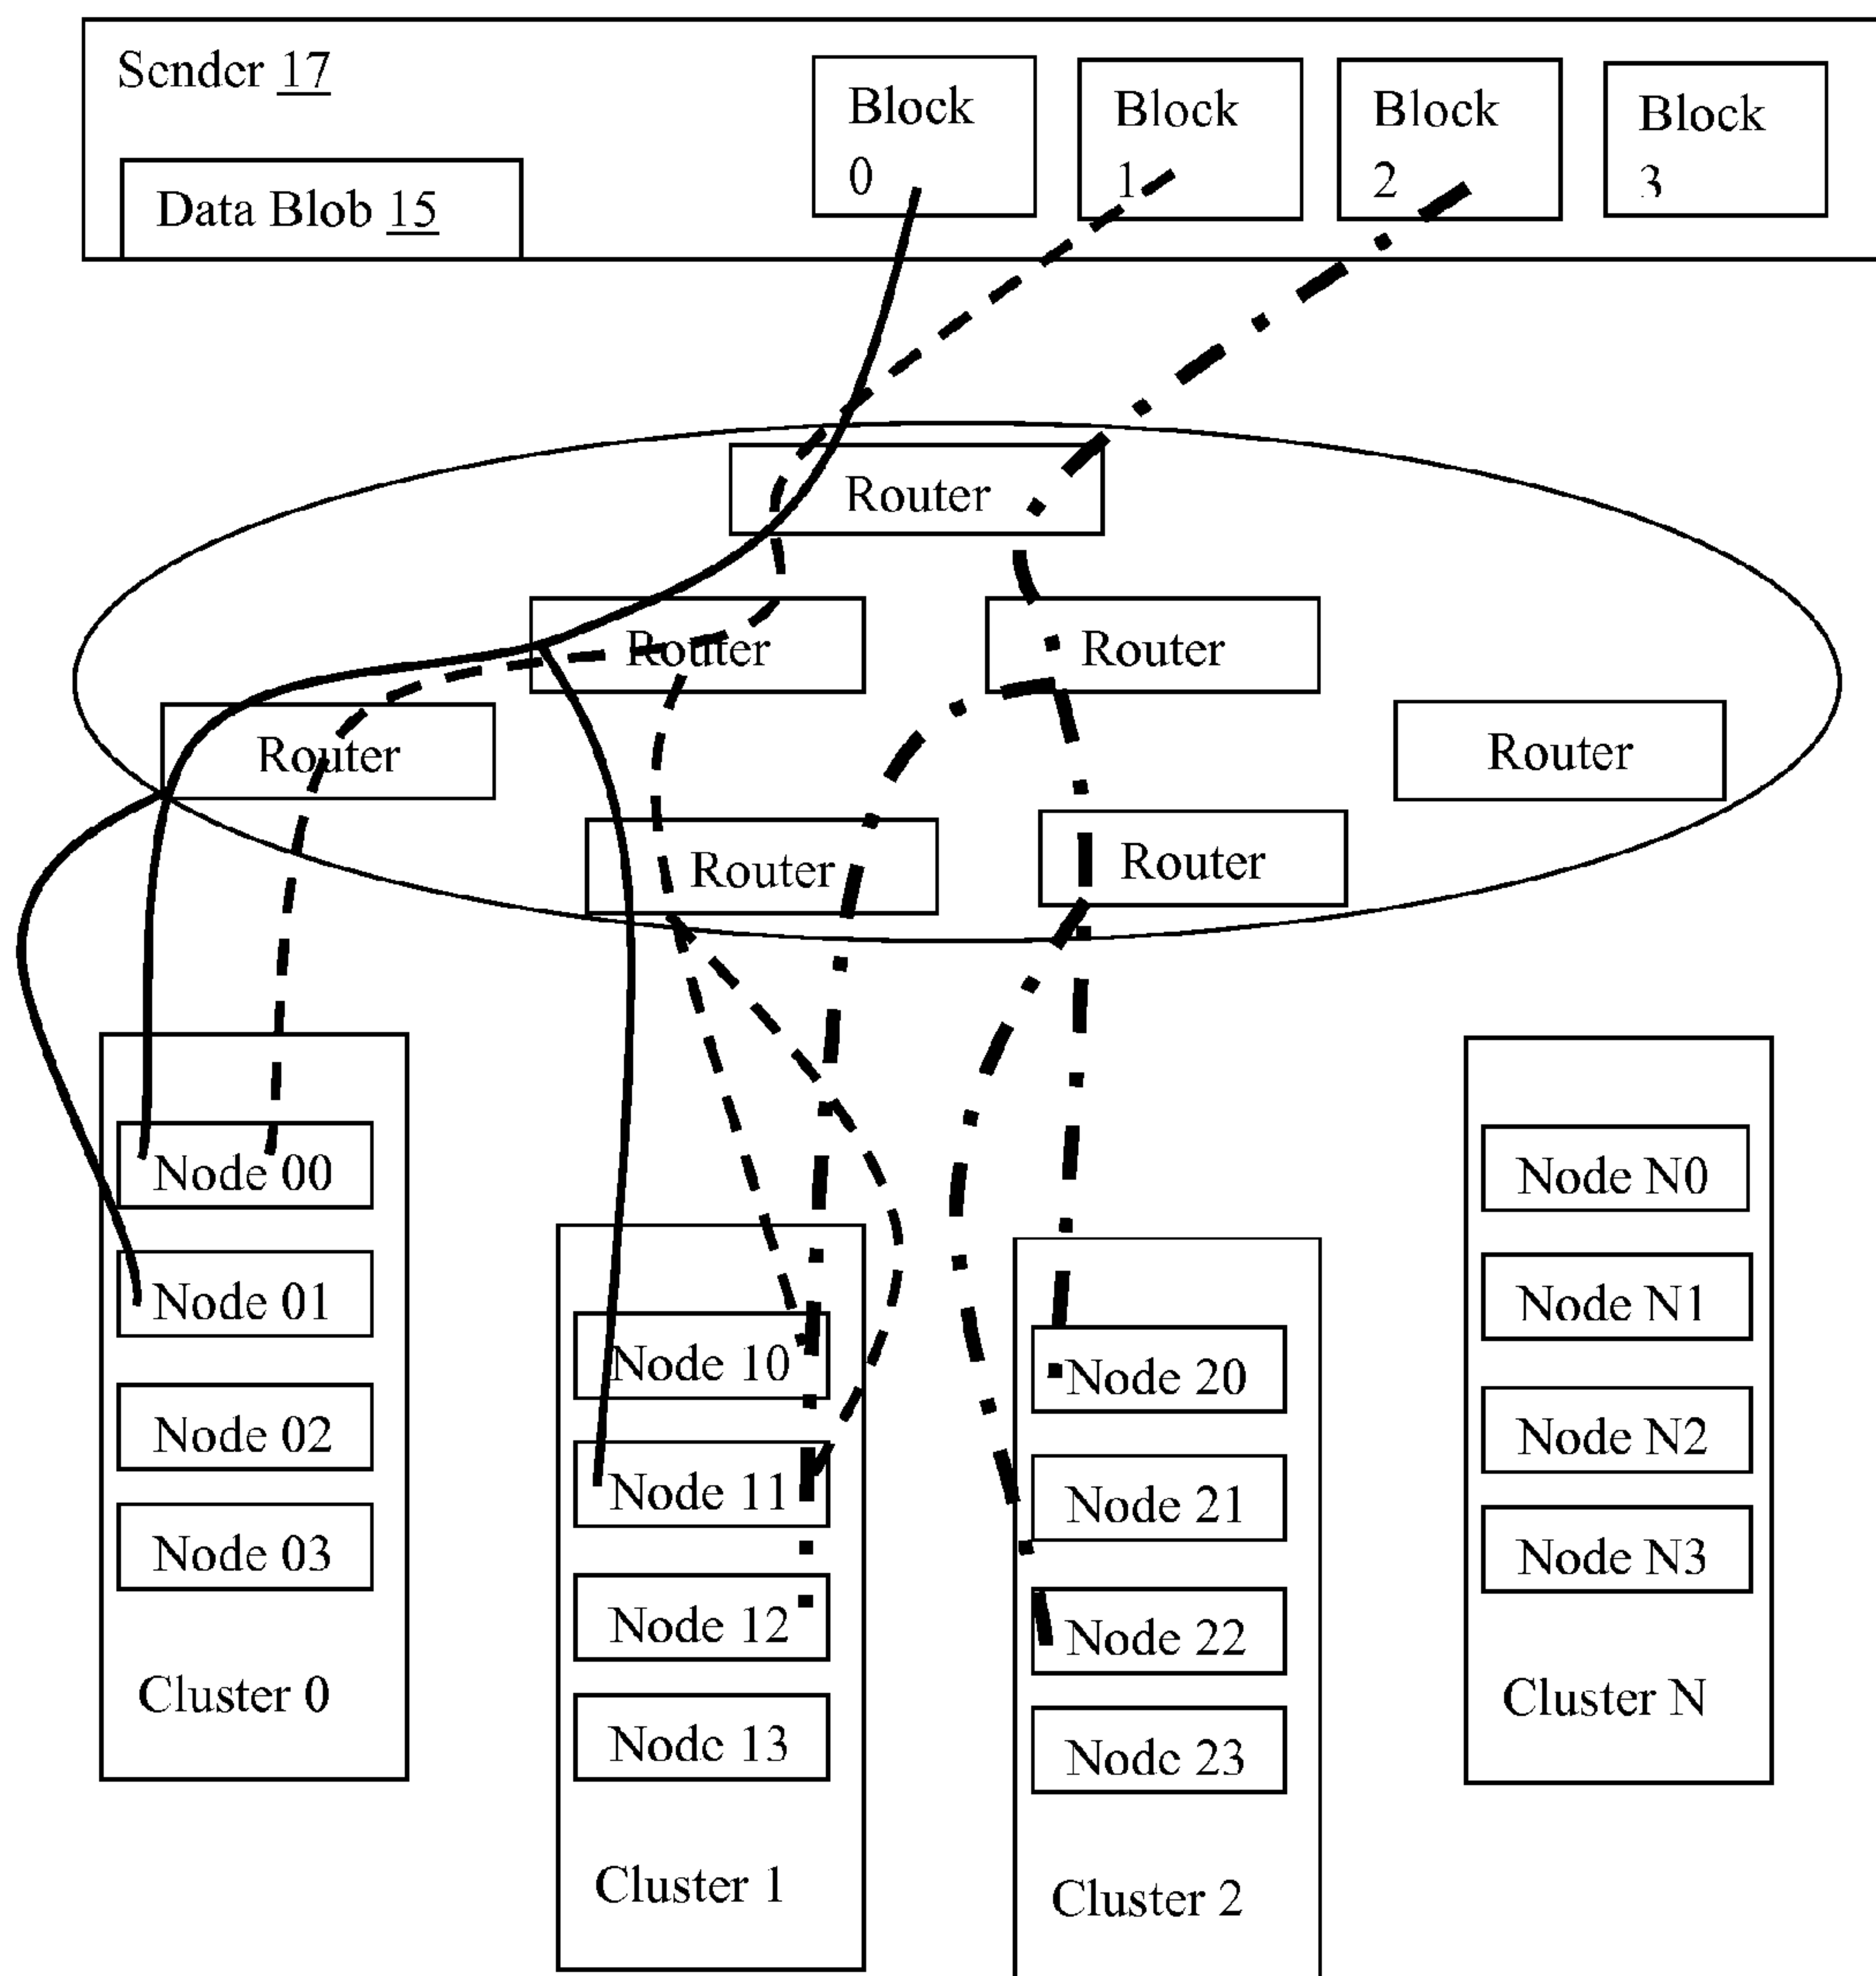 Sender 17
Data Blob 15
Block
0
Block
1
Block
2
Block
3
Router
Router
Router
Router
Router
Router
Router
Node 00
Node 01
Node 02
Node 03
Cluster 0
Node 10
Node 11
Node 12
Node 13
Cluster 1
Node 20
Node 21
Node 22
Node 23
Cluster 2
Node N0
Node N1
Node N2
Node N3
Cluster N